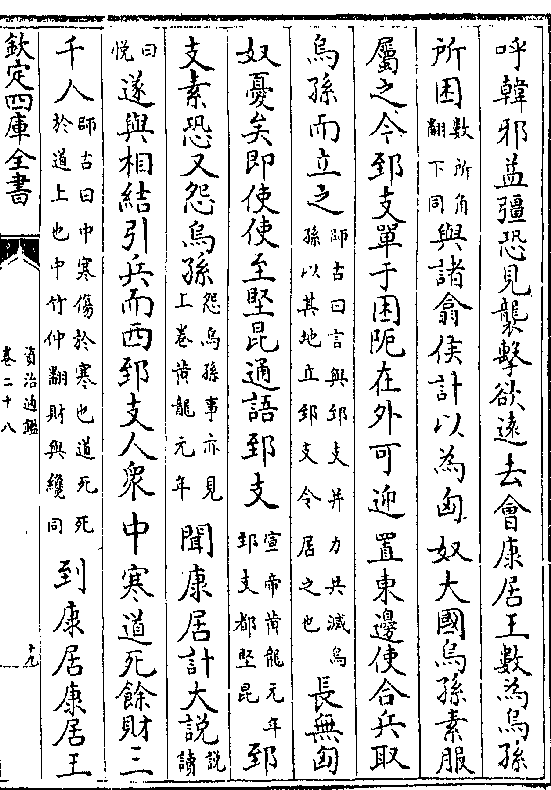 呼韓邪益彊恐見襲擊欲遠去會康居王數為烏孫
所困數所角翻下同與諸翕侯計以為匈奴大國烏孫素服
屬之今郅支單于困阨在外可迎置東邊使合兵取
烏孫而立之師古曰言與郅支并力共滅烏孫以其地立郅支令居之也長無匈
奴憂矣即使使至堅昆通語郅支宣帝黄龍元年郅支都堅昆郅
支素恐又怨烏孫怨烏孫事亦見上卷黄龍元年聞康居計大說說讀
曰悅遂與相結引兵而西郅支人衆中寒道死餘財三
千人師古曰中寒傷於寒也道死死於道上也中竹仲翻財與纔同到康居康居王
欽定四庫全書
資治通鑑
卷二十八
十九